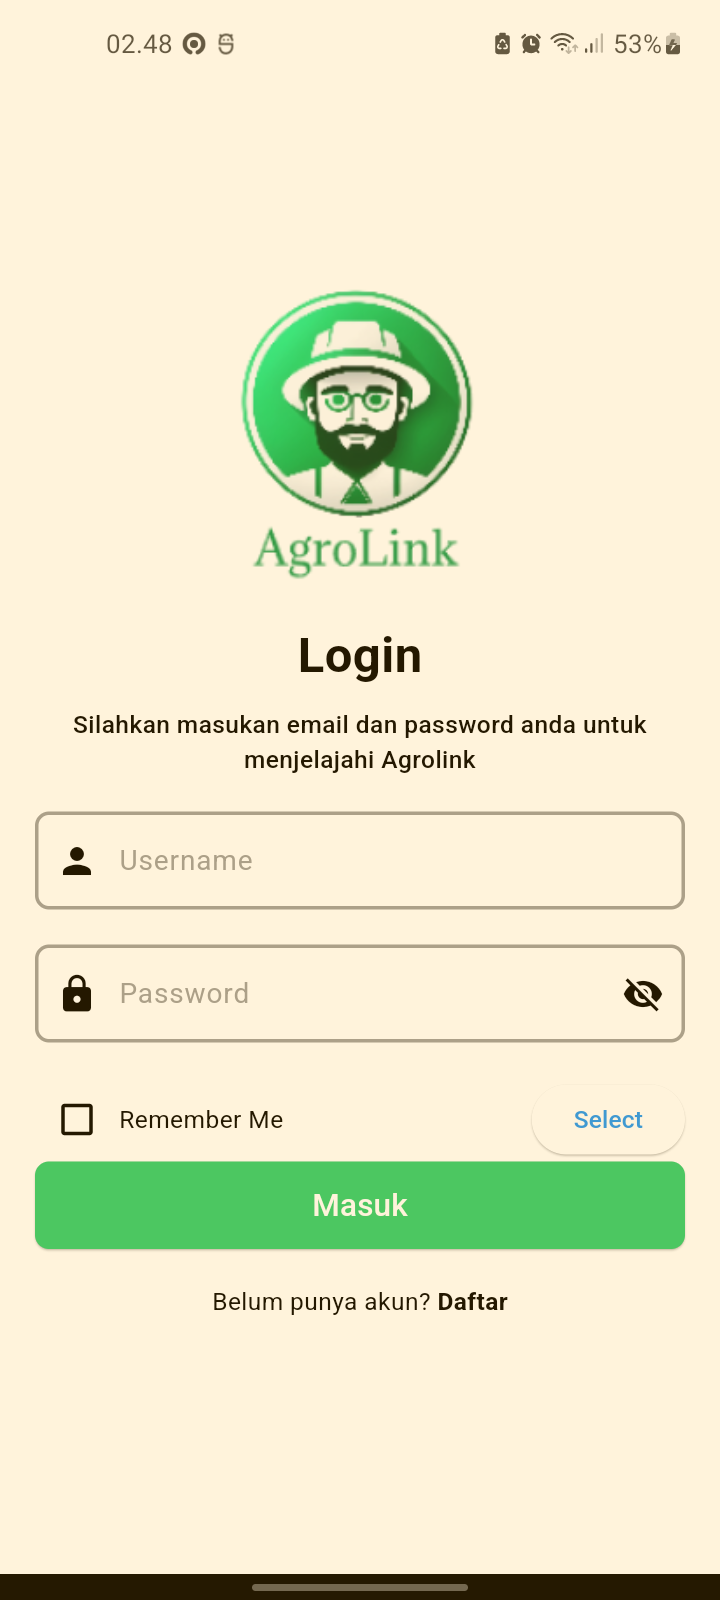 02.48
53%
AgroLink
Login
Silahkan masukan email dan password anda untuk
menjelajahi Agrolink
Username
Password
Remember Me
Select
Masuk
Belum punya akun? Daftar